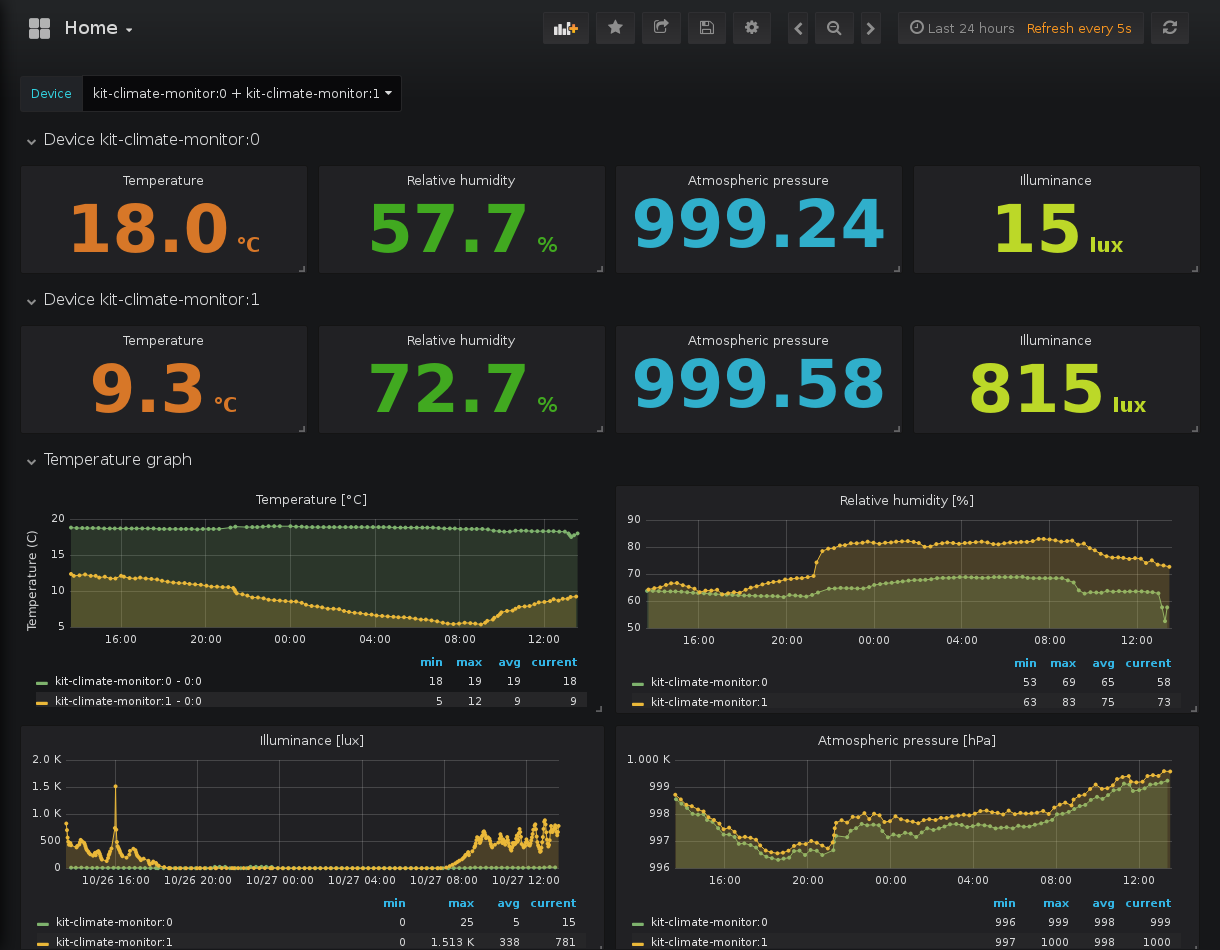 Home
Last 24 hours Refresh every 5s
Device kit-climate-monitor:0 + kit-climate-monitor:1
Device kit-climate-monitor:0
Temperature Relative humidity Atmospheric pressure Illuminance
18.0 °C 57.7 % 999.24 15 lux
Device kit-climate-monitor:1
Temperature Relative humidity Atmospheric pressure Illuminance
9.3 °C 72.7 % 999.58 815 lux
Temperature graph
Temperature [°C]
Temperature (C)
20
15
10
5
16:00 20:00 00:00 04:00 08:00 12:00
min max avg current
kit-climate-monitor:0 - 0:0 18 19 19 18
kit-climate-monitor:1 - 0:0 5 12 9 9
Relative humidity [%]
90
80
70
60
50
16:00 20:00 00:00 04:00 08:00 12:00
min max avg current
kit-climate-monitor:0 53 69 65 58
kit-climate-monitor:1 63 83 75 73
Illuminance [lux]
2.0 K
1.5 K
1.0 K
500
0
10/26 16:00 10/26 20:00 10/27 00:00 10/27 04:00 10/27 08:00 10/27 12:00
min max avg current
kit-climate-monitor:0 0 25 5 15
kit-climate-monitor:1 0 1.513 K 338 781
Atmospheric pressure [hPa]
1.000 K
999
998
997
996
16:00 20:00 00:00 04:00 08:00 12:00
min max avg current
kit-climate-monitor:0 996 999 998 999
kit-climate-monitor:1 997 1000 998 1000